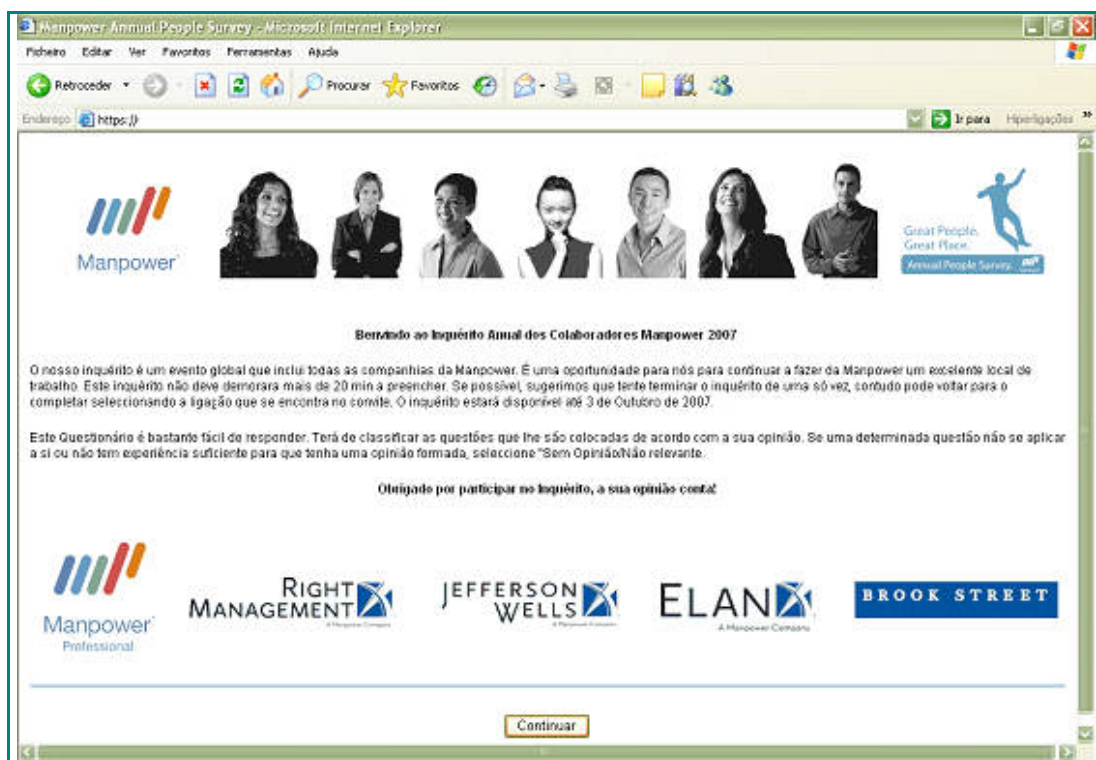 Manpower Annual People Survey - Microsoft Internet Explorer
Ficheiro Editar Ver Favoritos Ferramentas Ajuda
Retroceder Procurar Favoritos
Endereço https:// Ir para Hiperligações »
Manpower
Great People.
Great Place.
Annual People Survey.
Benvindo ao Inquérito Anual dos Colaboradores Manpower 2007
O nosso inquérito é um evento global que inclui todas as companhias da Manpower. É uma oportunidade para nós para continuar a fazer da Manpower um excelente local de
trabalho. Este inquérito não deve demorara mais de 20 min a preencher. Se possível, sugerimos que tente terminar o inquérito de uma só vez, contudo pode voltar para o
completar seleccionando a ligação que se encontra no convite. O inquérito estará disponível até 3 de Outubro de 2007.
Este Questionário é bastante fácil de responder. Terá de classificar as questões que lhe são colocadas de acordo com a sua opinião. Se uma determinada questão não se aplicar
a si ou não tem experiência suficiente para que tenha uma opinião formada, seleccione "Sem Opinião/Não relevante.
Obrigado por participar no Inquérito, a sua opinião conta!
Manpower
Professional
RIGHT
MANAGEMENT
A Manpower Company
JEFFERSON
WELLS
A Manpower Company
ELAN
A Manpower Company
BROOK STREET
Continuar